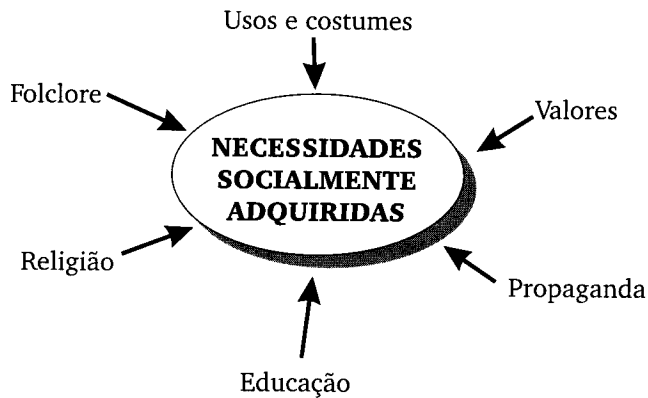 Usos e costumes
Folclore
Valores
NECESSIDADES
SOCIALMENTE
ADQUIRIDAS
Religião
Propaganda
Educação